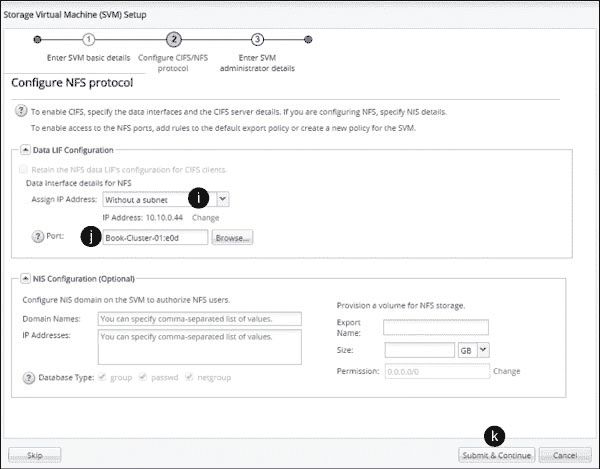 Storage Virtual Machine (SVM) Setup
1 2 3
Enter SVM basic details
Configure CIFS/NFS
protocol
Enter SVM
administrator details
Configure NFS protocol
? To enable CIFS, specify the data interfaces and the CIFS server details. If you are configuring NFS, specify NIS details.
To enable access to the NFS ports, add rules to the default export policy or create a new policy for the SVM.
Data LIF Configuration
Retain the NFS data LIF's configuration for CIFS clients.
Data Interface details for NFS
Assign IP Address: Without a subnet i
IP Address: 10.10.0.44 Change
? Port: j Book-Cluster-01:e0d Browse...
NIS Configuration (Optional)
Configure NIS domain on the SVM to authorize NFS users.
Domain Names: You can specify comma-separated list of values.
IP Addresses: You can specify comma-separated list of values.
? Database Type: group passwd netgroup
Provision a volume for NFS storage.
Export
Name:
Size: GB
Permission: 0.0.0.0/0 Change
k
Skip Submit & Continue Cancel